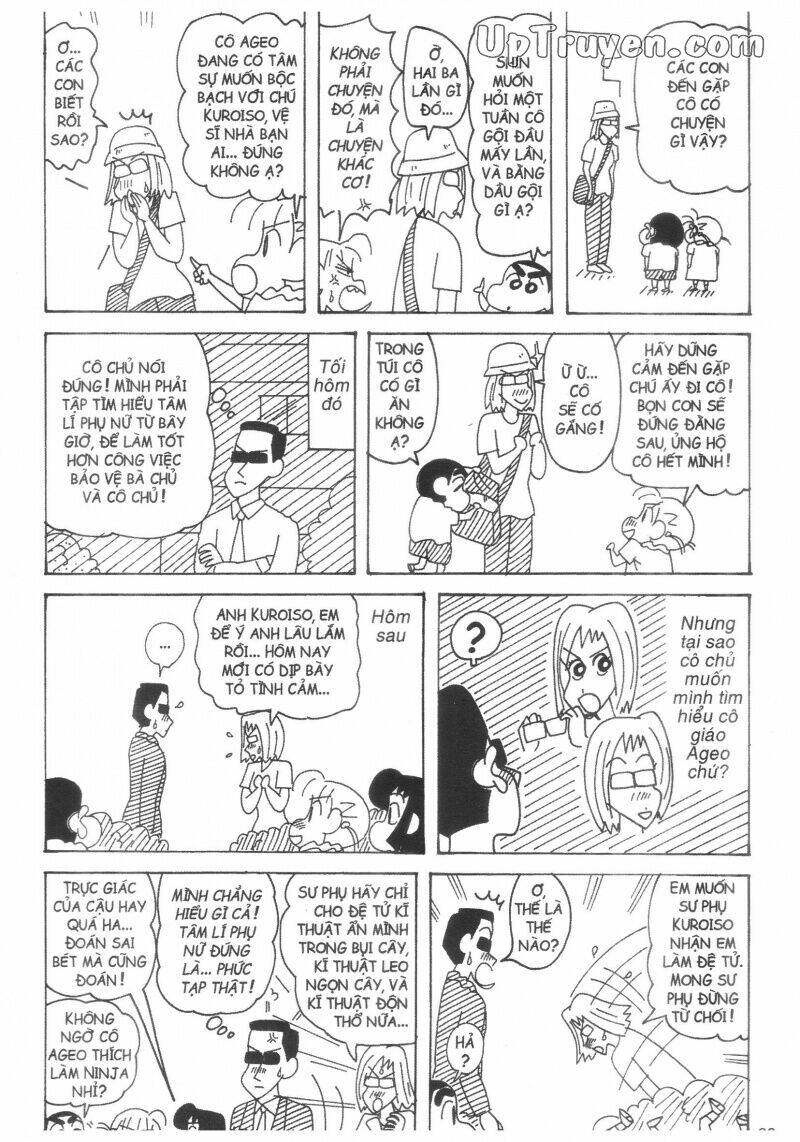 UpTruyen.com
CÁC CON
ĐẾN GẶP
CÔ CÓ
CHUYỆN
GÌ VẬY?
SHIN
MUỐN
HỎI MỘT
TUẦN CÔ
GỘI ĐẦU
MẤY LẦN,
VÀ BẰNG
DẦU GỘI
GÌ Ạ?
Ờ,
HAI BA
LẦN GÌ
ĐÓ...
KHÔNG
PHẢI
CHUYỆN
ĐÓ, MÀ
LÀ
CHUYỆN
KHÁC
CƠ!
CÔ AGEO
ĐANG CÓ TÂM
SỰ MUỐN BỘC
BẠCH VỚI CHÚ
KUROISO, VỆ
SĨ NHÀ BẠN
AI... ĐÚNG
KHÔNG Ạ?
Ơ...
CÁC
CON
BIẾT
RỒI
SAO?
HÃY DŨNG
CẢM ĐẾN GẶP
CHÚ ẤY ĐI CÔ!
BỌN CON SẼ
ĐỨNG ĐẰNG
SAU, ỦNG HỘ
CÔ HẾT MÌNH!
Ừ Ừ...
CÔ
SẼ CỐ
GẮNG!
TRONG
TÚI CÔ
CÓ GÌ
ĂN
KHÔNG
Ạ?
Tối
hôm
đó
CÔ CHỦ NÓI
ĐÚNG! MÌNH PHẢI
TẬP TÌM HIỂU TÂM
LÍ PHỤ NỮ TỪ BÂY
GIỜ, ĐỂ LÀM TỐT
HƠN CÔNG VIỆC
BẢO VỆ BÀ CHỦ
VÀ CÔ CHỦ!
Nhưng
tại sao
cô chủ
muốn
mình tìm
hiểu cô
giáo
Ageo
chứ?
?
Hôm
sau
ANH KUROISO, EM
ĐỂ Ý ANH LÂU LẮM
RỒI... HÔM NAY
MỚI CÓ DỊP BÀY
TỎ TÌNH CẢM...
...
EM MUỐN
SƯ PHỤ
KUROISO
NHẬN EM
LÀM ĐỆ TỬ.
MONG SƯ
PHỤ ĐỪNG
TỪ CHỐI!
Ơ,
THẾ LÀ
THẾ
NÀO?
HẢ
?
SƯ PHỤ HÃY CHỈ
CHO ĐỆ TỬ KĨ
THUẬT ẨN MÌNH
TRONG BỤI CÂY,
KĨ THUẬT LEO
NGỌN CÂY, VÀ
KĨ THUẬT ĐỘN
THỔ NỮA...
MÌNH CHẲNG
HIỂU GÌ CẢ!
TÂM LÍ PHỤ
NỮ ĐÚNG
LÀ... PHỨC
TẠP THẬT!
TRỰC GIÁC
CỦA CẬU HAY
QUÁ HA...
ĐOÁN SAI
BÉT MÀ CŨNG
ĐOÁN!
KHÔNG
NGỜ CÔ
AGEO THÍCH
LÀM NINJA
NHỈ?